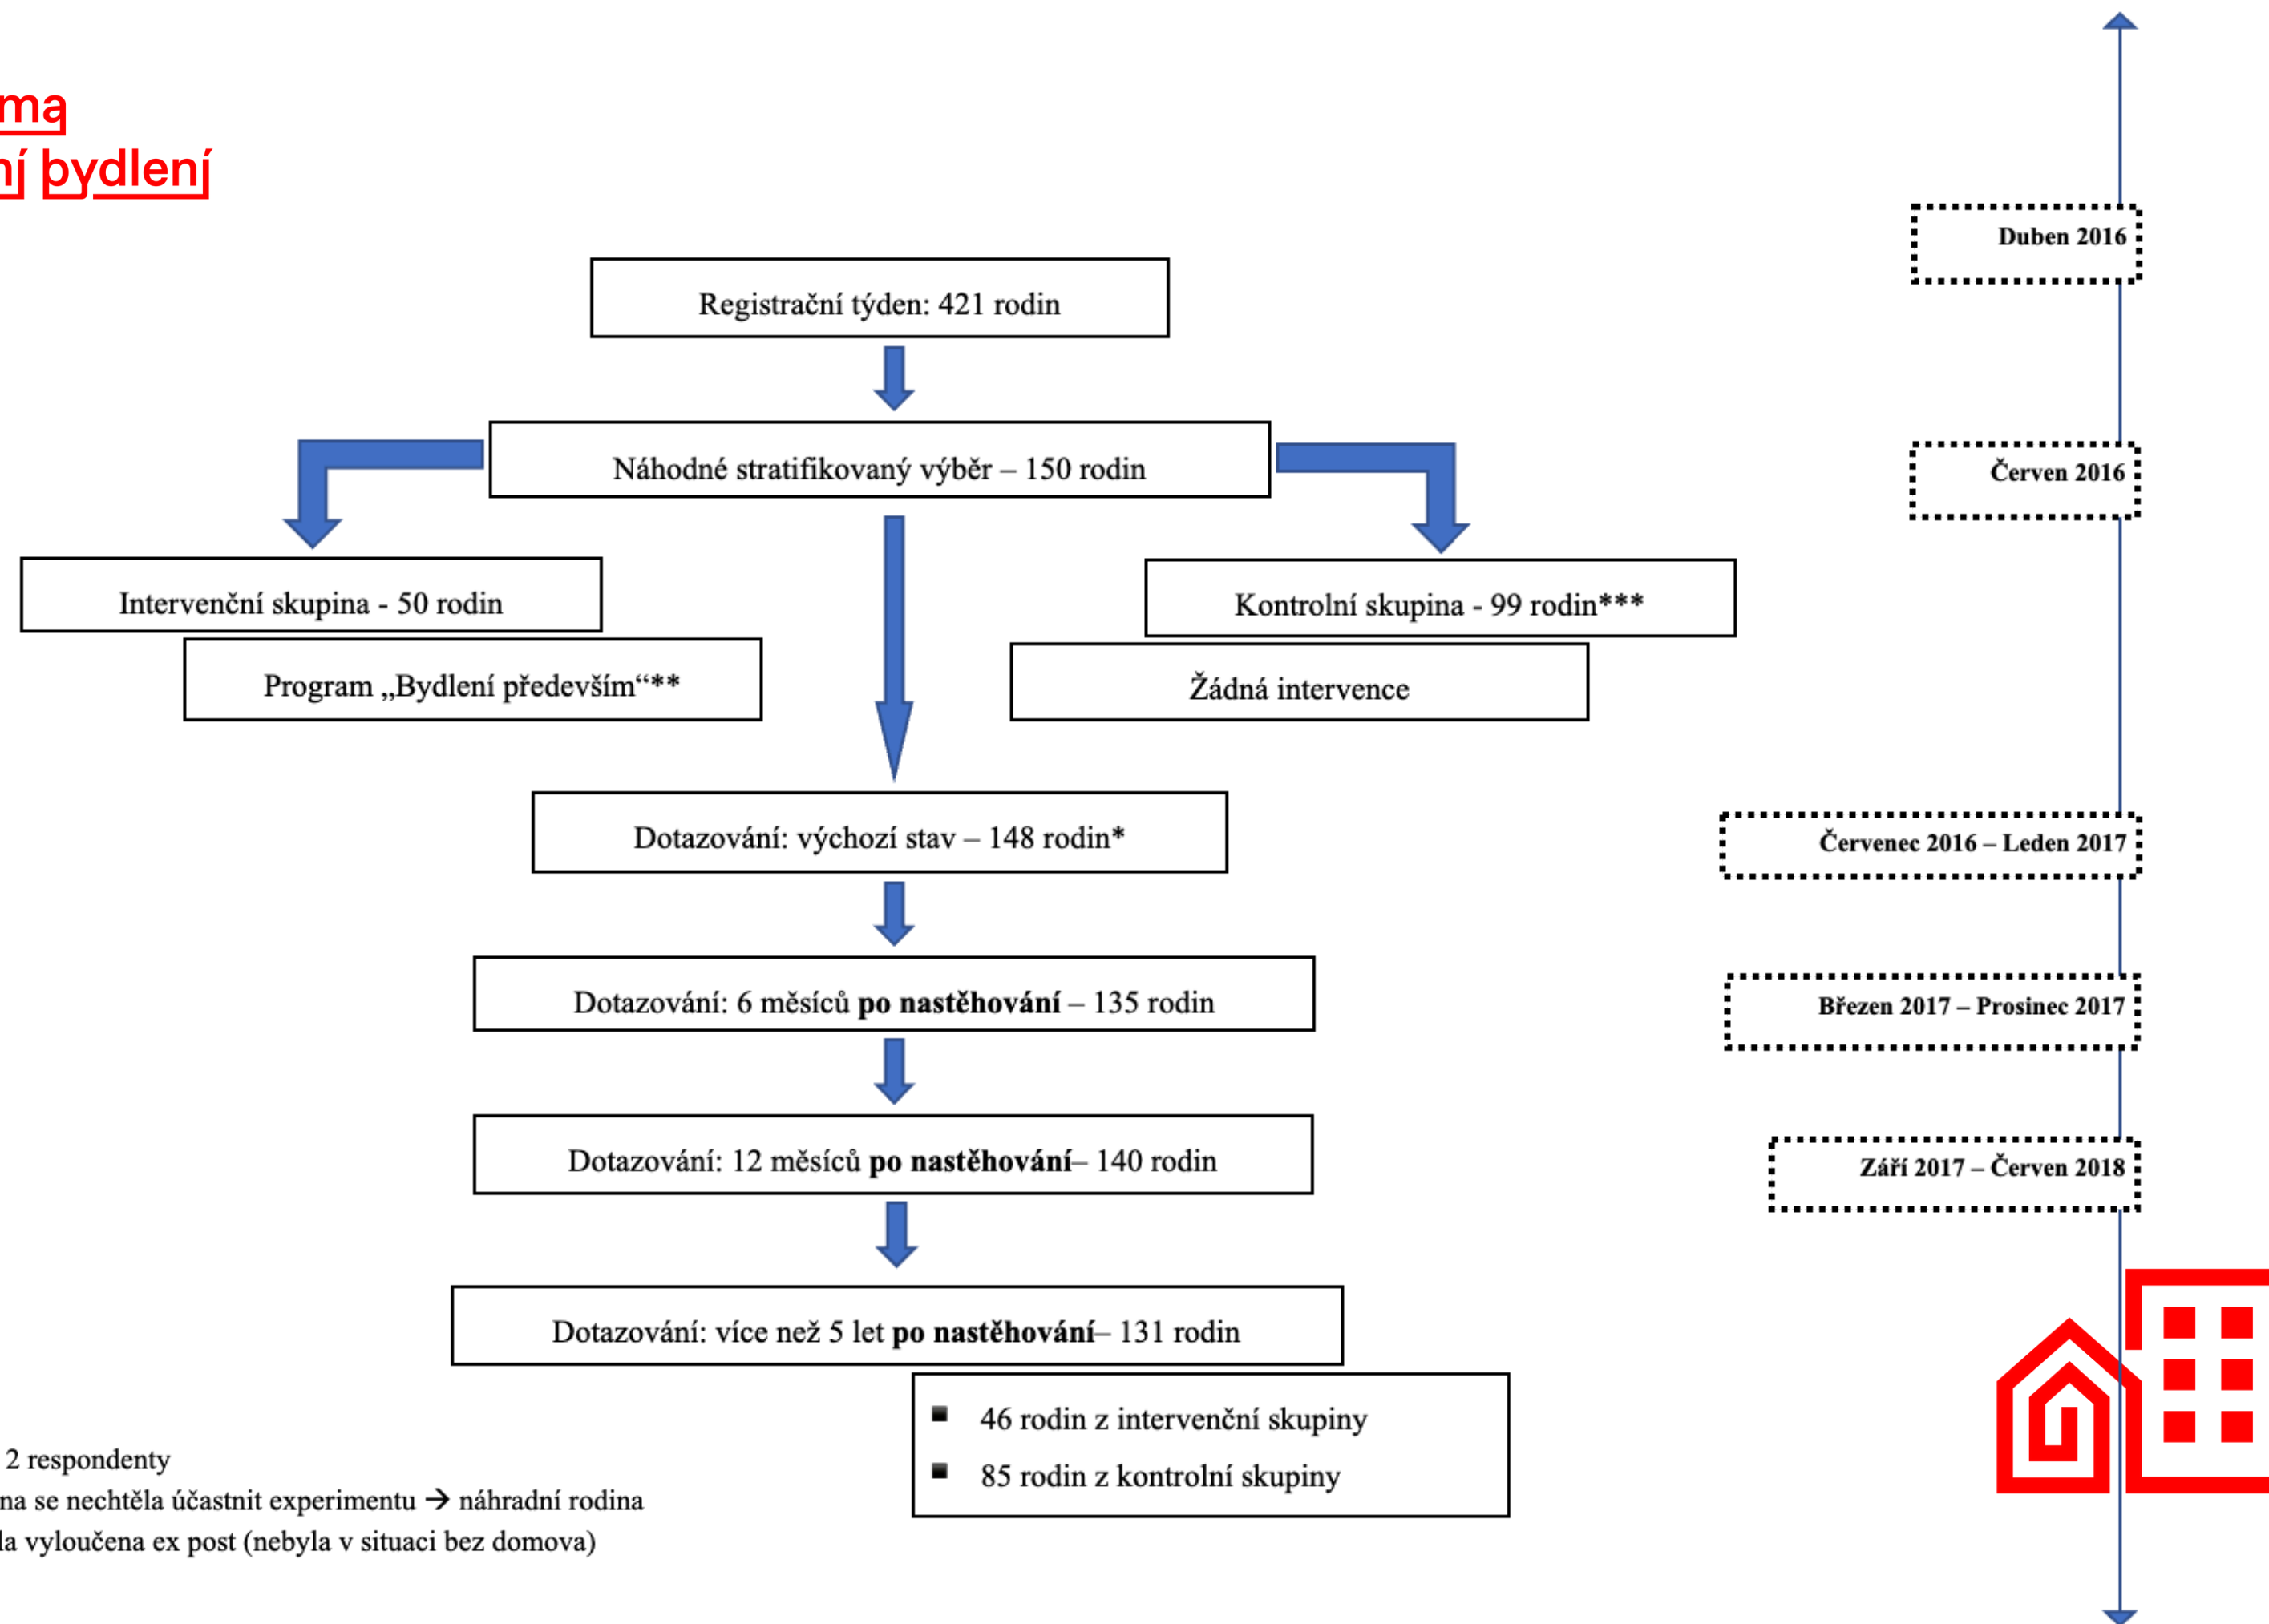 ma
ní bydlení
Duben 2016
Registrační týden: 421 rodin
Náhodné stratifikovaný výběr – 150 rodin
Červen 2016
Intervenční skupina - 50 rodin
Kontrolní skupina - 99 rodin***
Program „Bydlení především“**
Žádná intervence
Dotazování: výchozí stav – 148 rodin*
Červenec 2016 – Leden 2017
Dotazování: 6 měsíců po nastěhování – 135 rodin
Březen 2017 – Prosinec 2017
Dotazování: 12 měsíců po nastěhování– 140 rodin
Září 2017 – Červen 2018
Dotazování: více než 5 let po nastěhování– 131 rodin
▪ 46 rodin z intervenční skupiny
▪ 85 rodin z kontrolní skupiny
2 respondenty
na se nechtěla účastnit experimentu → náhradní rodina
la vyloučena ex post (nebyla v situaci bez domova)